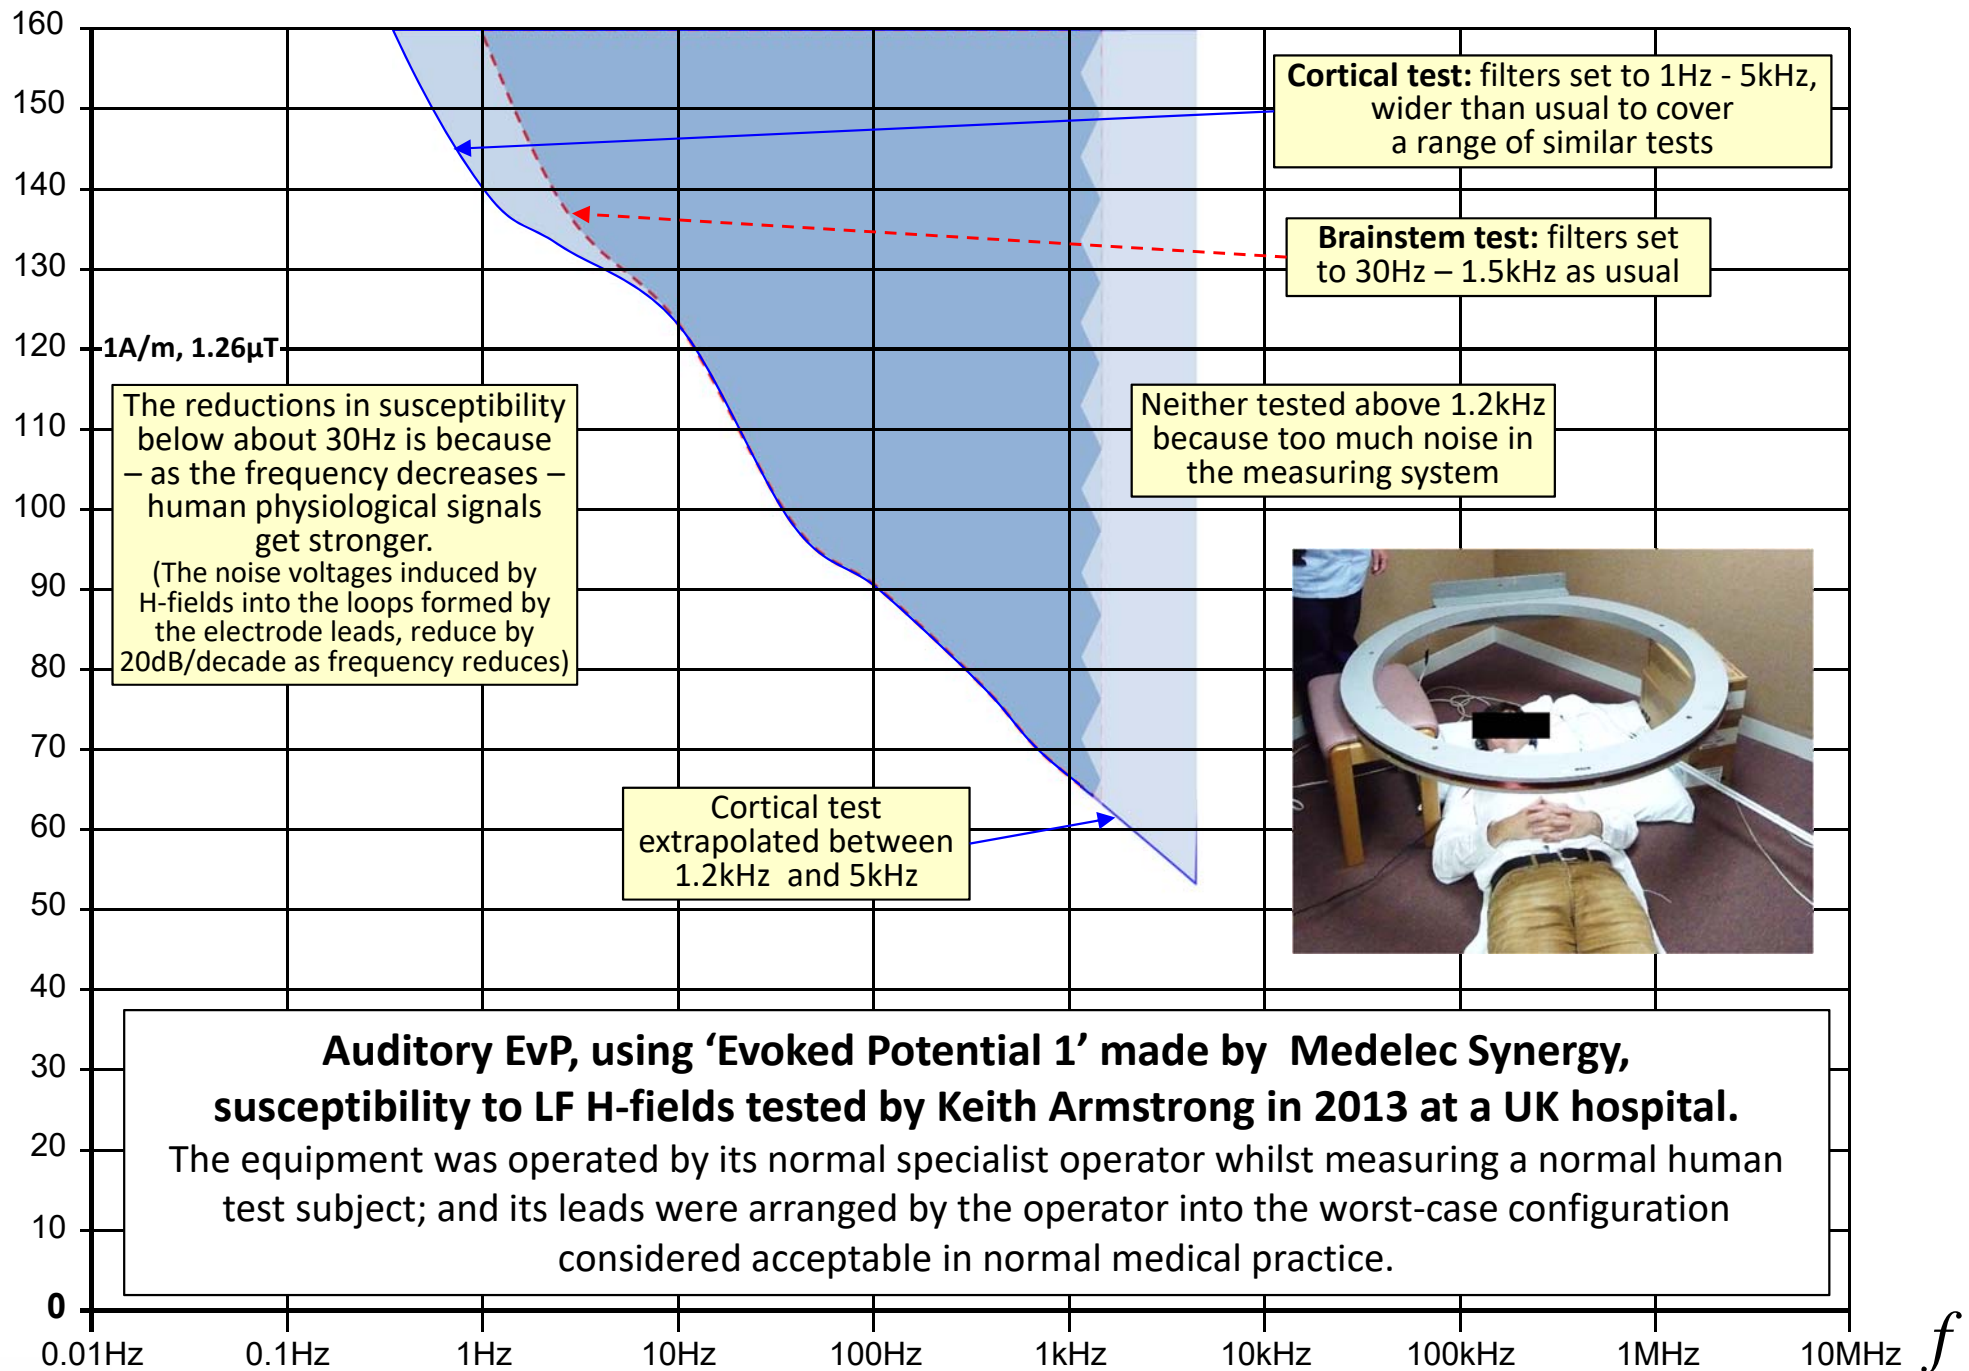 160
150
140
130
120
110
100
90
80
70
60
50
40
30
20
10
0
Cortical test: filters set to 1Hz - 5kHz,
wider than usual to cover
a range of similar tests
Brainstem test: filters set
to 30Hz – 1.5kHz as usual
1A/m, 1.26µT
The reductions in susceptibility
below about 30Hz is because
– as the frequency decreases –
human physiological signals
get stronger.
(The noise voltages induced by
H-fields into the loops formed by
the electrode leads, reduce by
20dB/decade as frequency reduces)
Neither tested above 1.2kHz
because too much noise in
the measuring system
Cortical test
extrapolated between
1.2kHz and 5kHz
Auditory EvP, using ‘Evoked Potential 1’ made by Medelec Synergy,
susceptibility to LF H-fields tested by Keith Armstrong in 2013 at a UK hospital.
The equipment was operated by its normal specialist operator whilst measuring a normal human
test subject; and its leads were arranged by the operator into the worst-case configuration
considered acceptable in normal medical practice.
0.01Hz 0.1Hz 1Hz 10Hz 100Hz 1kHz 10kHz 100kHz 1MHz 10MHz f